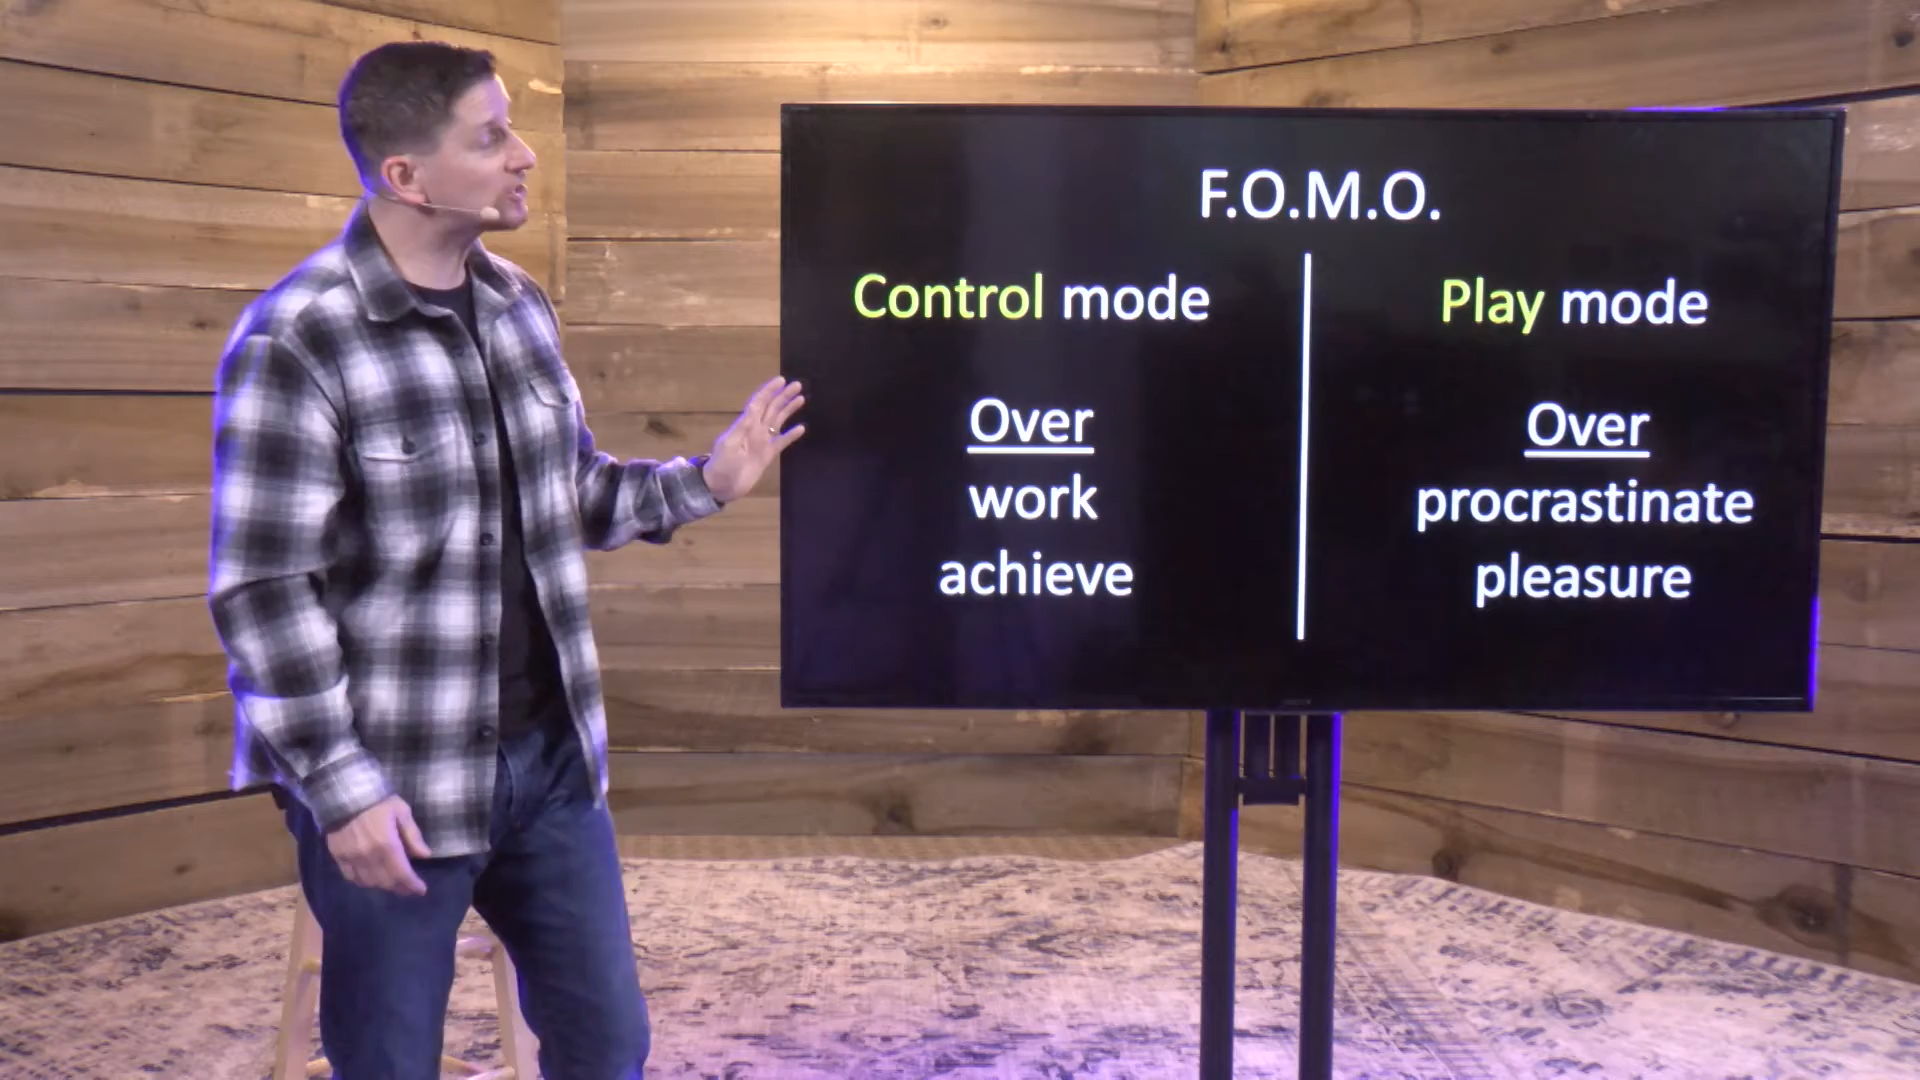 F.O.M.O.
Control mode
Over
work
achieve
Play mode
Over
procrastinate
pleasure